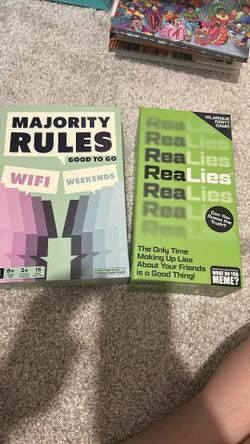 MAJORITY
RULES
GOOD TO GO
WIFI
WEEKENDS
8+
2+
15
HILARIOUS
PARTY
GAME!
ReaLies
ReaLies
ReaLies
ReaLies
ReaLies
Can You
Guess the
Truth?
The Only Time
Making Up Lies
About Your Friends
is a Good Thing!
WHAT DO YOU
MEME?